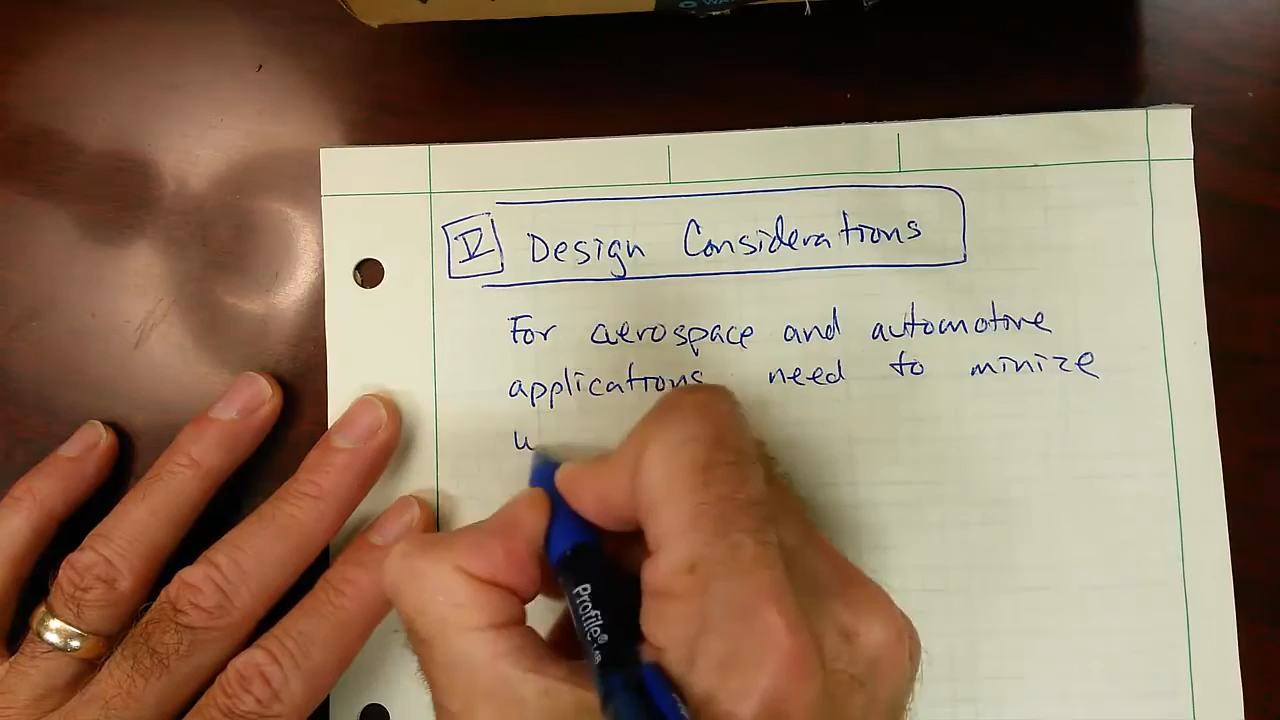 V Design Considerations
For aerospace and automotive
applications need to minize
Profile